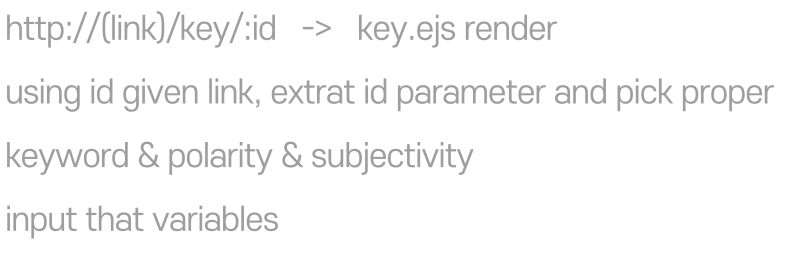 http://(link)/key/:id -> key.ejs render
using id given link, extrat id parameter and pick proper
keyword & polarity & subjectivity
input that variables